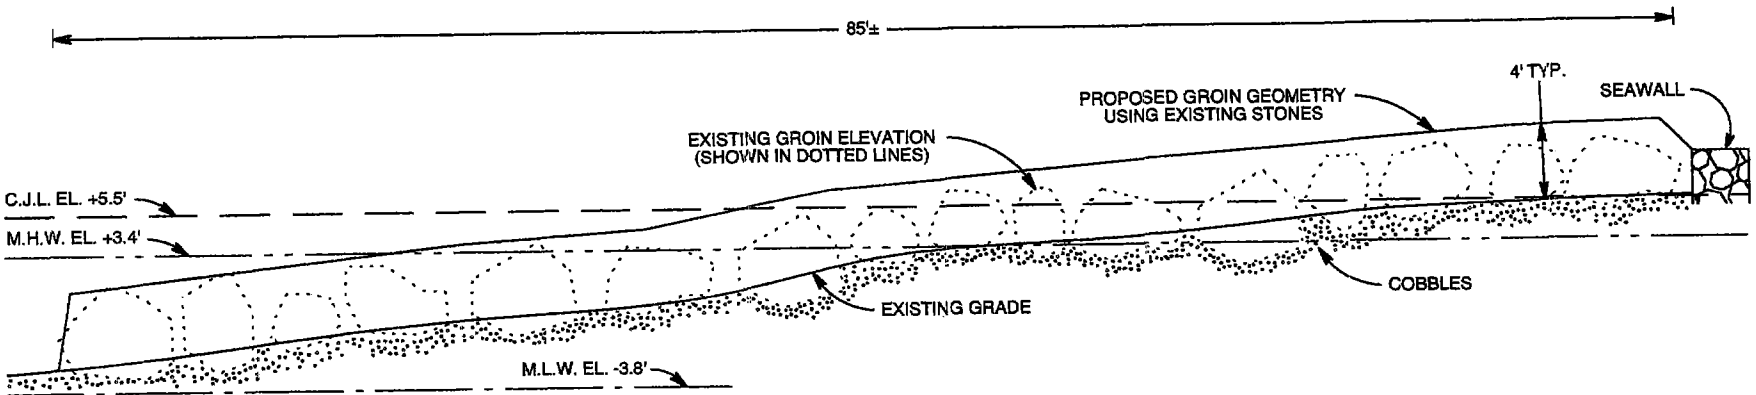 85'±
4' TYP.
SEAWALL
PROPOSED GROIN GEOMETRY
USING EXISTING STONES
EXISTING GROIN ELEVATION
(SHOWN IN DOTTED LINES)
C.J.L. EL. +5.5'
M.H.W. EL. +3.4'
COBBLES
EXISTING GRADE
M.L.W. EL. -3.8'